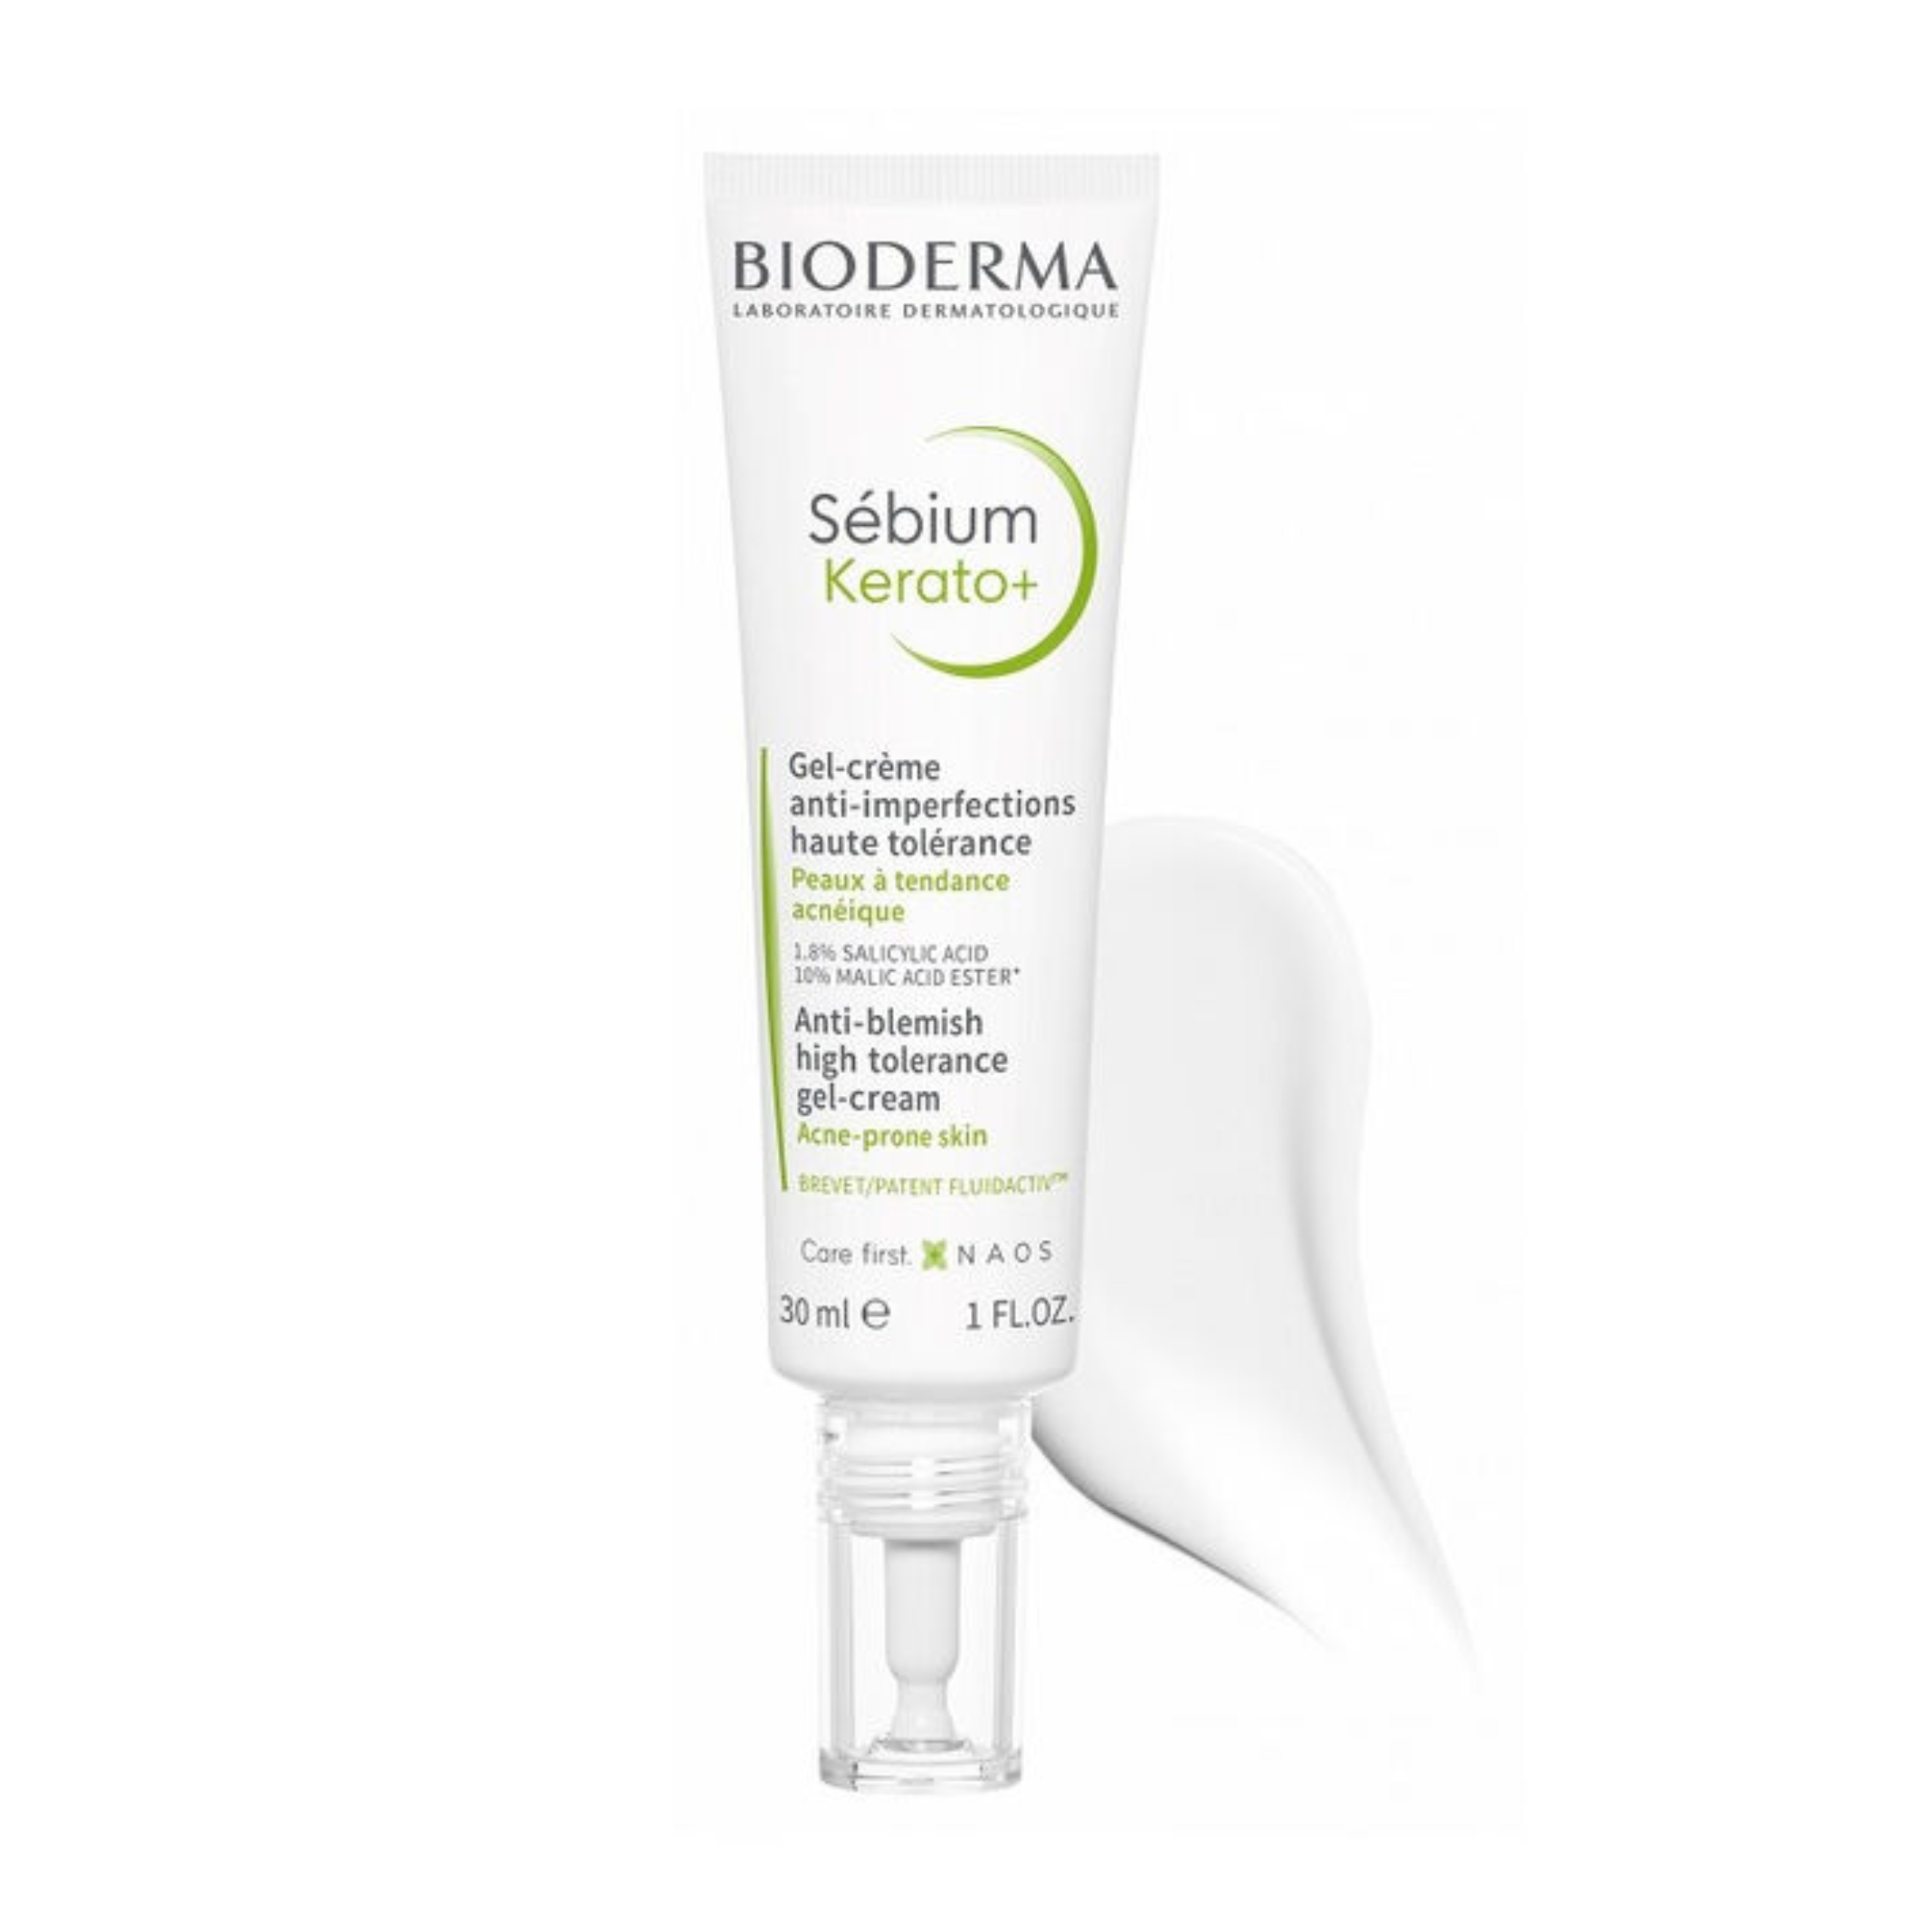 BIODERMA
LABORATOIRE DERMATOLOGIQUE
Sébium
Kerato+
Gel-crème
anti-imperfections
haute tolérance
Peaux à tendance
acnéique
1.8% SALICYLIC ACID
10% MALIC ACID ESTER*
Anti-blemish
high tolerance
gel-cream
Acne-prone skin
BREVET/PATENT FLUIDACTIV™
Care first. NAOS
30 ml ℮ 1 FL.OZ.